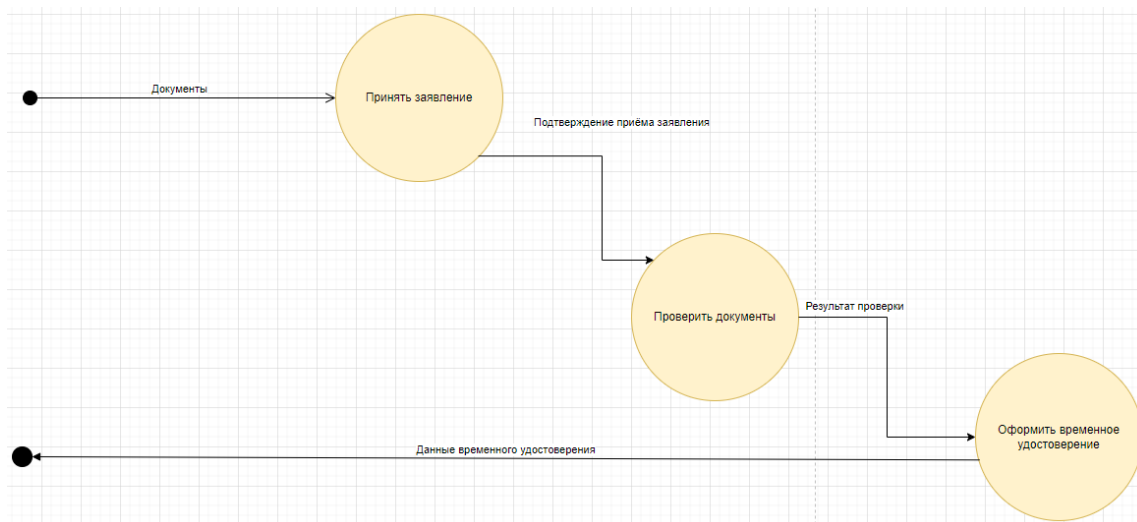 Документы
Принять заявление
Подтверждение приёма заявления
Проверить документы
Результат проверки
Оформить временное
удостоверение
Данные временного удостоверения